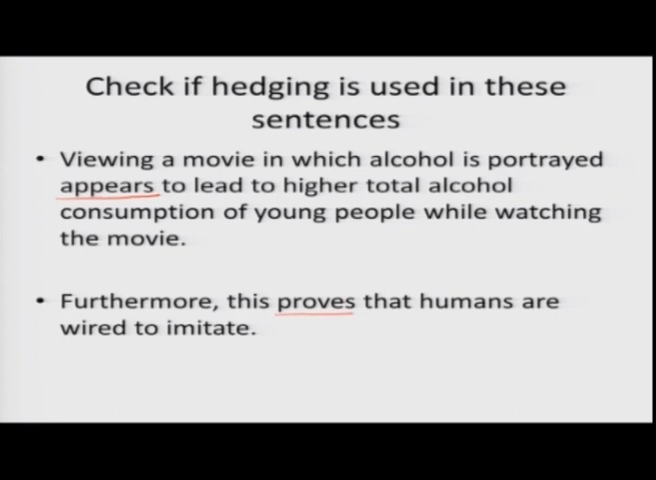 Check if hedging is used in these
sentences
• Viewing a movie in which alcohol is portrayed
appears to lead to higher total alcohol
consumption of young people while watching
the movie.
• Furthermore, this proves that humans are
wired to imitate.